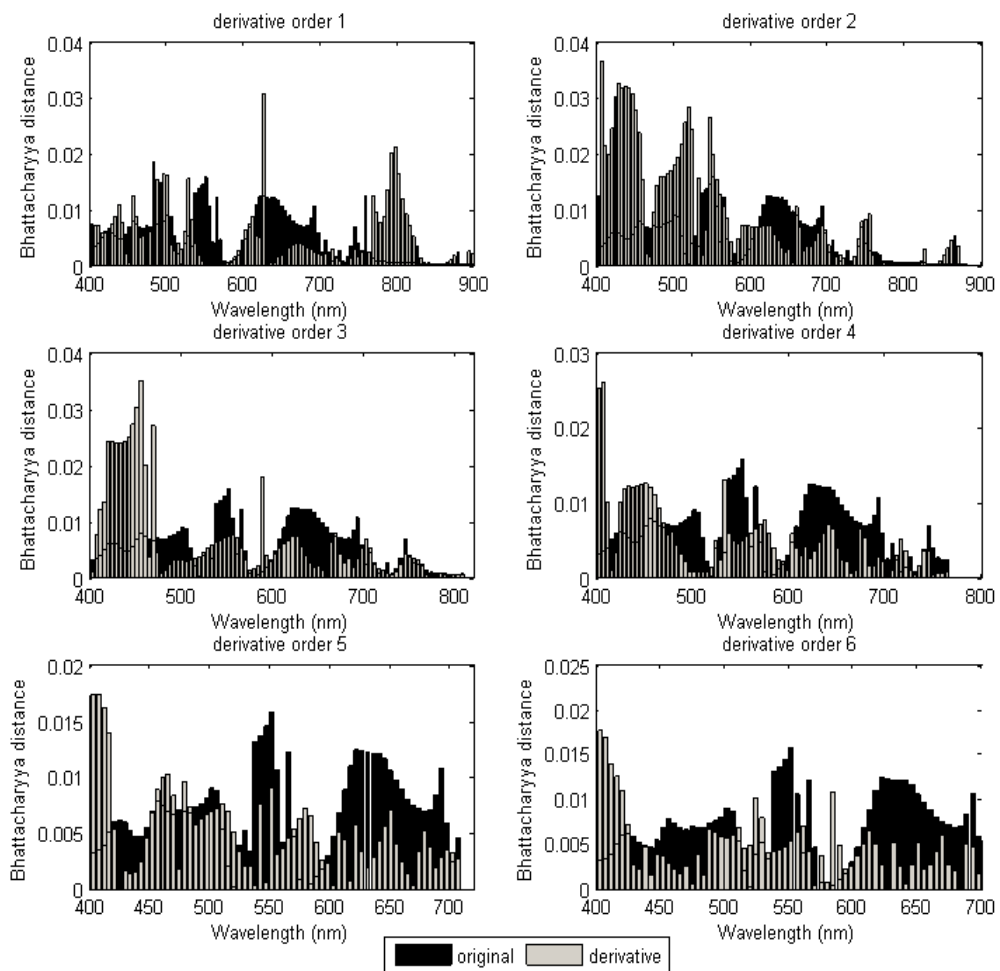 derivative order 1
Bhattacharyya distance
0.04
0.03
0.02
0.01
0
400 500 600 700 800 900
Wavelength (nm)
derivative order 2
Bhattacharyya distance
0.04
0.03
0.02
0.01
0
400 500 600 700 800 900
Wavelength (nm)
derivative order 3
Bhattacharyya distance
0.04
0.03
0.02
0.01
0
400 500 600 700 800
Wavelength (nm)
derivative order 4
Bhattacharyya distance
0.03
0.02
0.01
0
400 500 600 700 800
Wavelength (nm)
derivative order 5
Bhattacharyya distance
0.02
0.015
0.01
0.005
0
400 450 500 550 600 650 700
Wavelength (nm)
derivative order 6
Bhattacharyya distance
0.025
0.02
0.015
0.01
0.005
0
400 450 500 550 600 650 700
Wavelength (nm)
original derivative